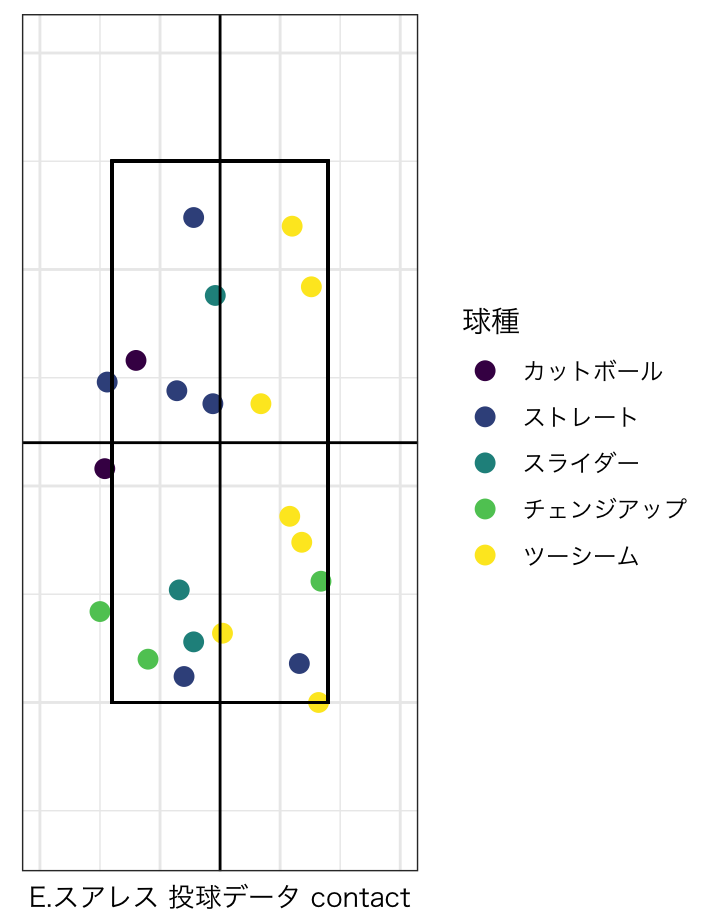 球種
カットボール
ストレート
スライダー
チェンジアップ
ツーシーム
E.スアレス 投球データ contact